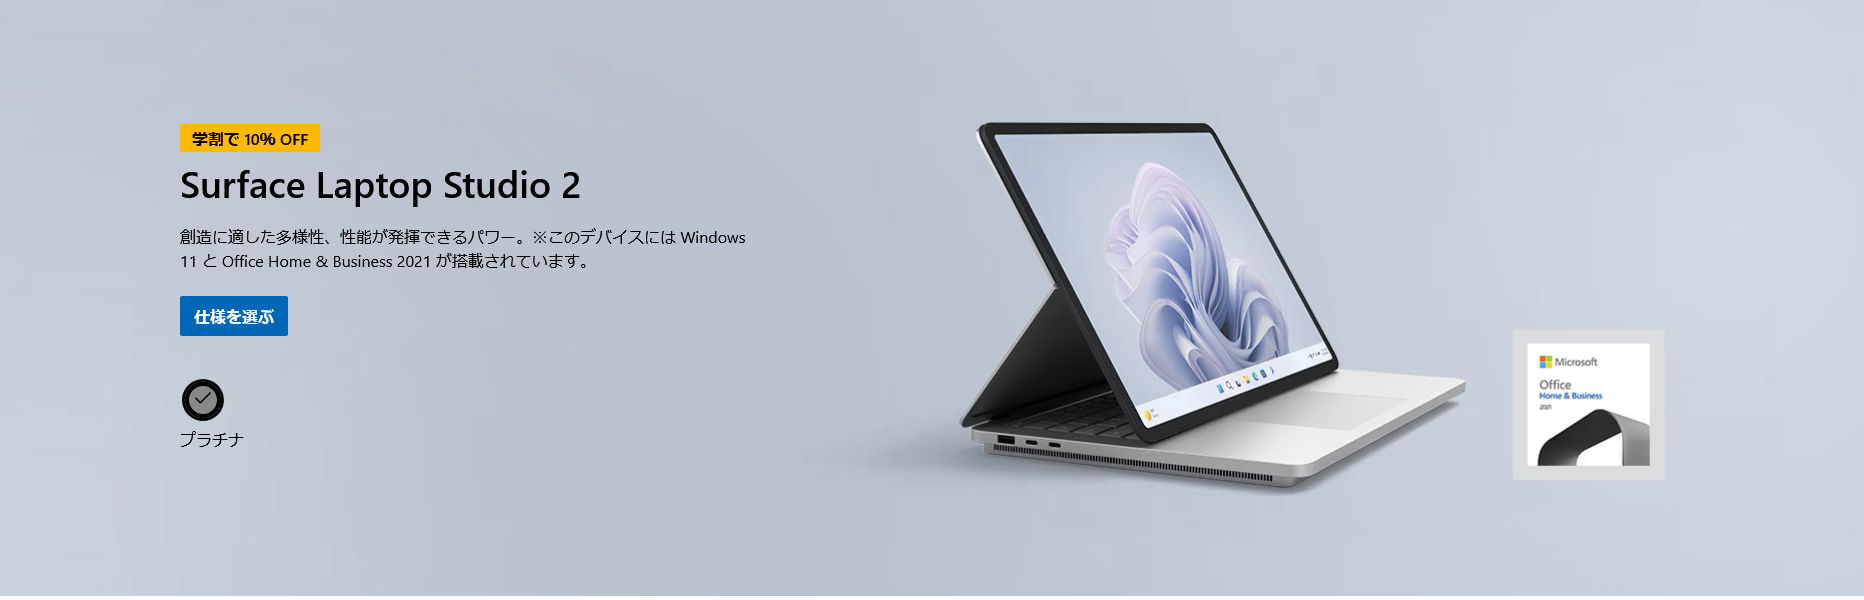 学割で 10% OFF
Surface Laptop Studio 2
創造に適した多様性、性能が発揮できるパワー。※このデバイスには Windows
11 と Office Home & Business 2021 が搭載されています。
仕様を選ぶ
プラチナ
Microsoft
Office
Home & Business
2021